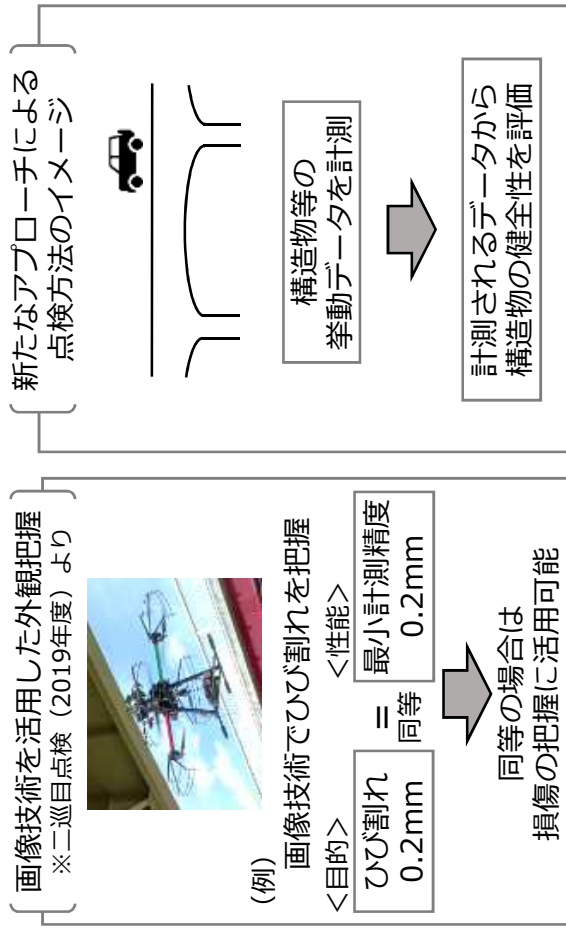 画像技術を活用した外観把握
※二巡目点検（2019年度）より
（例）
画像技術でひび割れを把握
＜目的＞
ひび割れ
0.2mm
＝
同等
＜性能＞
最小計測精度
0.2mm
同等の場合は
損傷の把握に活用可能
新たなアプローチによる
点検方法のイメージ
構造物等の
挙動データを計測
計測されるデータから
構造物の健全性を評価